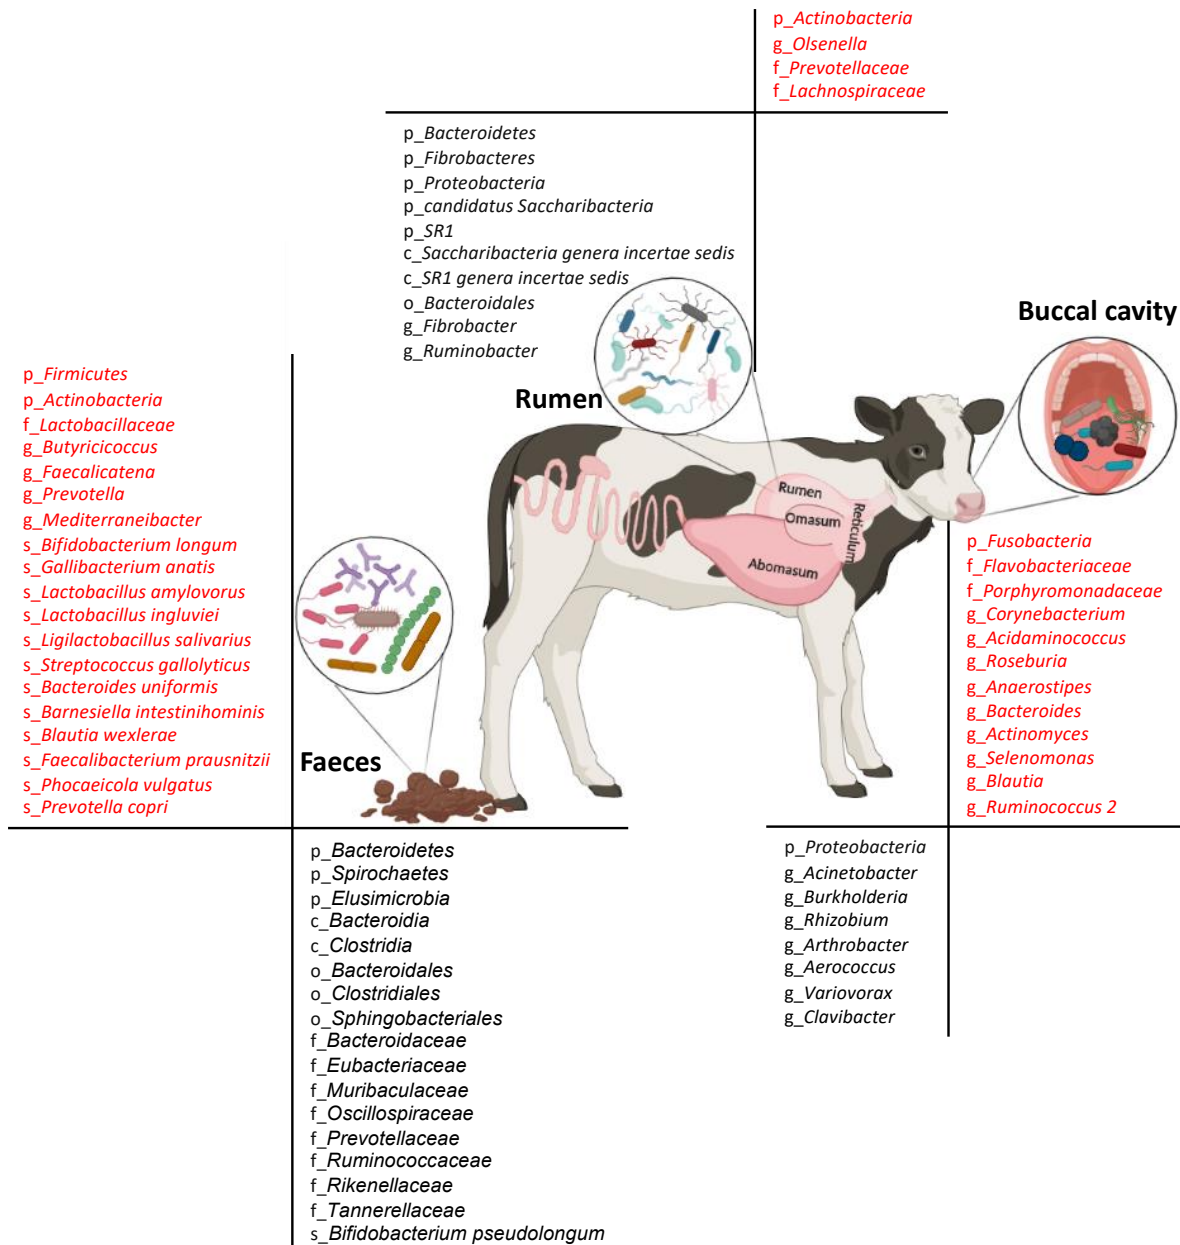 p_Actinobacteria
g_Olsenella
f_Prevotellaceae
f_Lachnospiraceae
p_Bacteroidetes
p_Fibrobacteres
p_Proteobacteria
p_candidatus Saccharibacteria
p_SR1
c_Saccharibacteria genera incertae sedis
c_SR1 genera incertae sedis
o_Bacteroidales
g_Fibrobacter
g_Ruminobacter
Rumen
Buccal cavity
p_Firmicutes
p_Actinobacteria
f_Lactobacillaceae
g_Butyricicoccus
g_Faecalicatena
g_Prevotella
g_Mediterraneibacter
s_Bifidobacterium longum
s_Gallibacterium anatis
s_Lactobacillus amylovorus
s_Lactobacillus ingluviei
s_Ligilactobacillus salivarius
s_Streptococcus gallolyticus
s_Bacteroides uniformis
s_Barnesiella intestinihominis
s_Blautia wexlerae
s_Faecalibacterium prausnitzii
s_Phocaeicola vulgatus
s_Prevotella copri
Rumen
Omasum
Reticulum
Abomasum
Faeces
p_Fusobacteria
f_Flavobacteriaceae
f_Porphyromonadaceae
g_Corynebacterium
g_Acidaminococcus
g_Roseburia
g_Anaerostipes
g_Bacteroides
g_Actinomyces
g_Selenomonas
g_Blautia
g_Ruminococcus 2
p_Bacteroidetes
p_Spirochaetes
p_Elusimicrobia
c_Bacteroidia
c_Clostridia
o_Bacteroidales
o_Clostridiales
o_Sphingobacteriales
f_Bacteroidaceae
f_Eubacteriaceae
f_Muribaculaceae
f_Oscillospiraceae
f_Prevotellaceae
f_Ruminococcaceae
f_Rikenellaceae
f_Tannerellaceae
s_Bifidobacterium pseudolongum
p_Proteobacteria
g_Acinetobacter
g_Burkholderia
g_Rhizobium
g_Arthrobacter
g_Aerococcus
g_Variovorax
g_Clavibacter